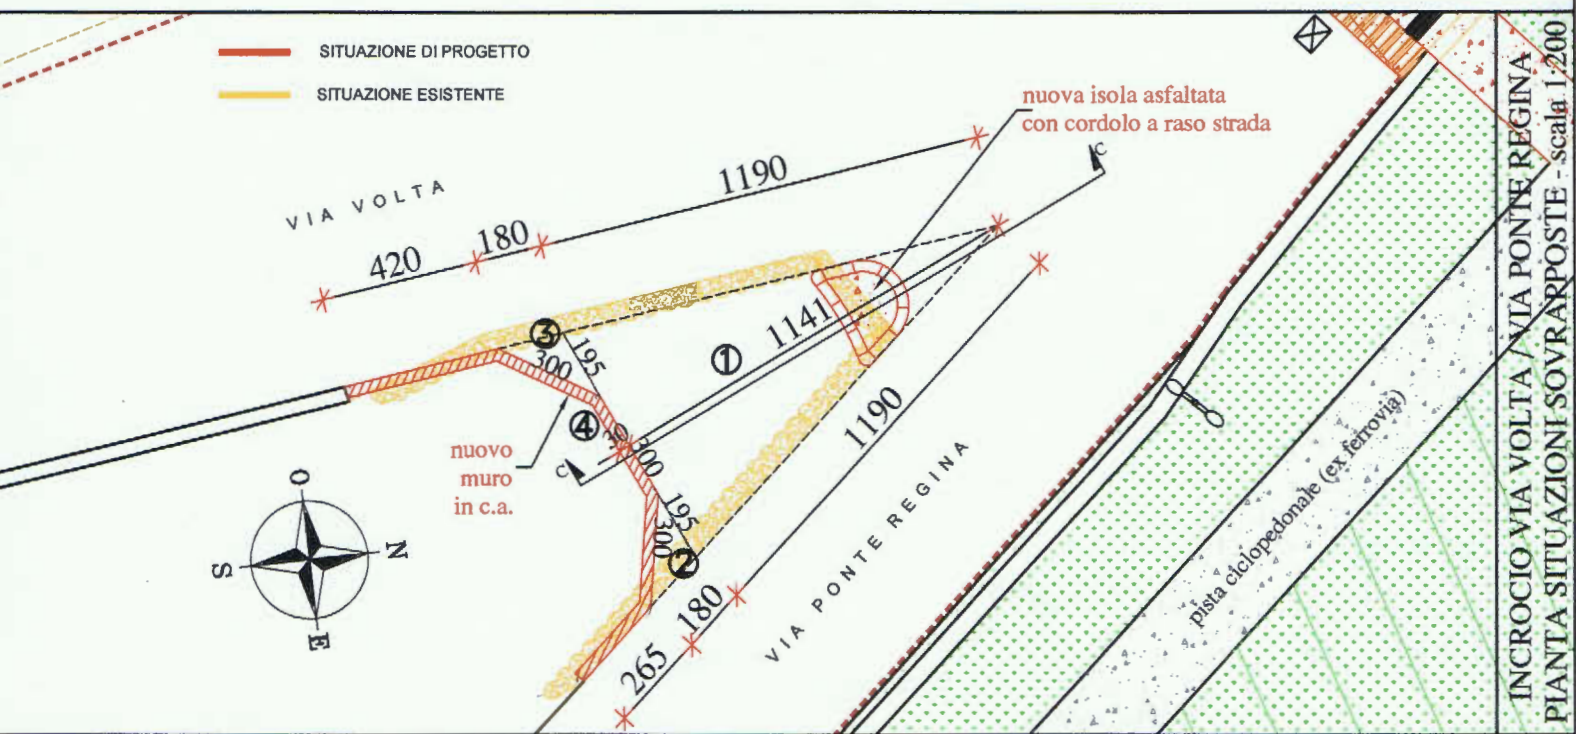 SITUAZIONE DI PROGETTO
SITUAZIONE ESISTENTE
nuova isola asfaltata
con cordolo a raso strada
C
VIA VOLTA
420
180
1190
3
300
195
1
1141
4
30
300
nuovo
muro
in c.a.
C
195
300
2
1190
180
265
VIA PONTE REGINA
pista ciclopedonale (ex ferrovia)
O
N
S
E
INCROCIO VIA VOLTA / VIA PONTE REGINA
PIANTA SITUAZIONI SOVRAPPOSTE - scala 1:200